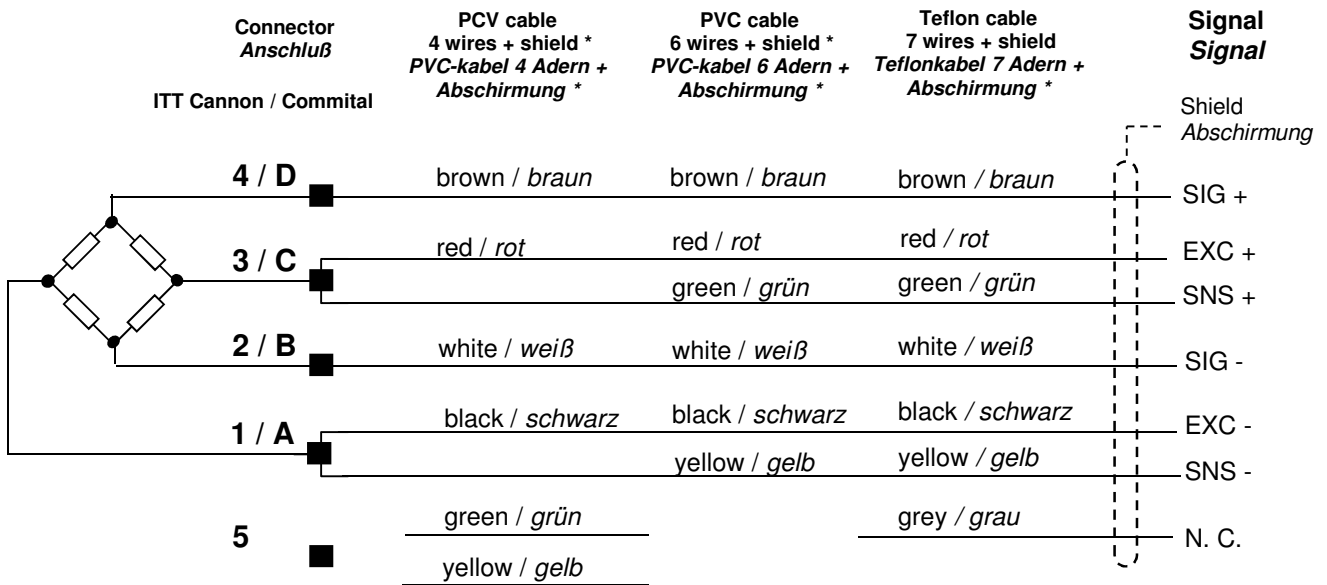 Connector
Anschluß
ITT Cannon / Commital
PCV cable
4 wires + shield *
PVC-kabel 4 Adern +
Abschirmung *
PVC cable
6 wires + shield *
PVC-kabel 6 Adern +
Abschirmung *
Teflon cable
7 wires + shield
Teflonkabel 7 Adern +
Abschirmung *
Signal
Signal
Shield
Abschirmung
4 / D brown / braun brown / braun brown / braun SIG +
3 / C red / rot red / rot red / rot EXC +
green / grün green / grün SNS +
2 / B white / weiß white / weiß white / weiß SIG -
1 / A black / schwarz black / schwarz black / schwarz EXC -
yellow / gelb yellow / gelb SNS -
5 green / grün grey / grau N. C.
yellow / gelb